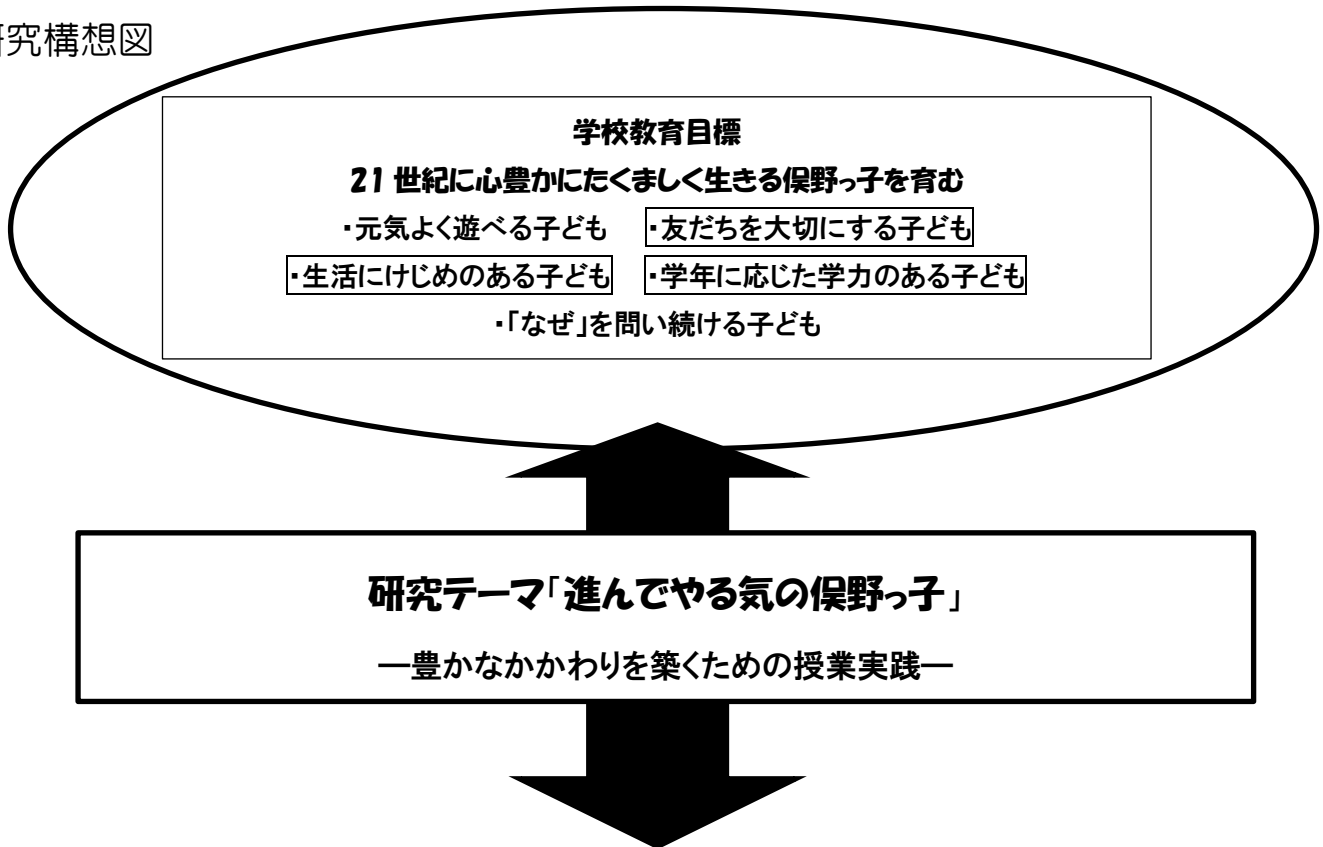 研究構想図
学校教育目標
21世紀に心豊かにたくましく生きる俣野っ子を育む
・元気よく遊べる子ども ・友だちを大切にする子ども
・生活にけじめのある子ども ・学年に応じた学力のある子ども
・「なぜ」を問い続ける子ども
研究テーマ「進んでやる気の俣野っ子」
―豊かなかかわりを築くための授業実践―